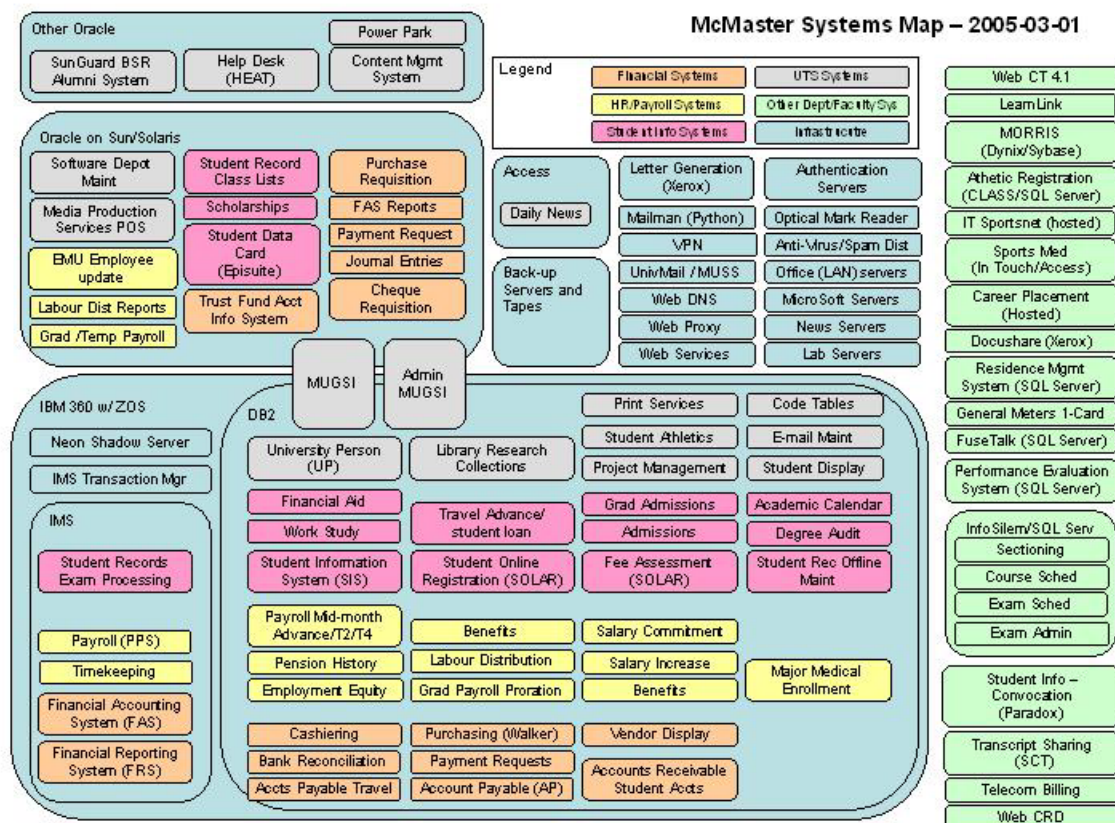 McMaster Systems Map – 2005-03-01
Other Oracle
Power Park
SunGuard BSR
Alumni System
Help Desk
(HEAT)
Content Mgmt
System
Legend
Financial Systems
UTS Systems
HR/Payroll Systems
Other Dept/Faculty Sys
Student Info Systems
Infrastrucutre
Oracle on Sun/Solaris
Software Depot
Maint
Student Record
Class Lists
Purchase
Requisition
Scholarships
FAS Reports
Media Production
Services POS
Student Data
Card
(Episuite)
Payment Request
EMU Employee
update
Journal Entries
Labour Dist Reports
Trust Fund Acct
Info System
Cheque
Requisition
Grad /Temp Payroll
Access
Daily News
Back-up
Servers and
Tapes
Letter Generation
(Xerox)
Authentication
Servers
Mailman (Python)
Optical Mark Reader
VPN
Anti-Virus/Spam Dist
UnivMail / MUSS
Office (LAN) servers
Web DNS
MicroSoft Servers
Web Proxy
News Servers
Web Services
Lab Servers
MUGSI
Admin
MUGSI
IBM 360 w/ZOS
Neon Shadow Server
IMS Transaction Mgr
IMS
Student Records
Exam Processing
Payroll (PPS)
Timekeeping
Financial Accounting
System (FAS)
Financial Reporting
System (FRS)
DB2
Print Services
Code Tables
University Person
(UP)
Library Research
Collections
Student Athletics
E-mail Maint
Project Management
Student Display
Financial Aid
Travel Advance/
student loan
Grad Admissions
Academic Calendar
Work Study
Admissions
Degree Audit
Student Information
System (SIS)
Student Online
Registration (SOLAR)
Fee Assessment
(SOLAR)
Student Rec Offline
Maint
Payroll Mid-month
Advance/T2/T4
Benefits
Salary Commitment
Pension History
Labour Distribution
Salary Increase
Major Medical
Enrollment
Employment Equity
Grad Payroll Proration
Benefits
Cashiering
Purchasing (Walker)
Vendor Display
Bank Reconciliation
Payment Requests
Accounts Receivable
Student Accts
Accts Payable Travel
Account Payable (AP)
Web CT 4.1
LearnLink
MORRIS
(Dynix/Sybase)
Athetic Registration
(CLASS/SQL Server)
IT Sportsnet (hosted)
Sports Med
(In Touch/Access)
Career Placement
(Hosted)
Docushare (Xerox)
Residence Mgmt
System (SQL Server)
General Meters 1-Card
FuseTalk (SQL Server)
Performance Evaluation
System (SQL Server)
InfoSilem/SQL Serv
Sectioning
Course Sched
Exam Sched
Exam Admin
Student Info –
Convocation
(Paradox)
Transcript Sharing
(SCT)
Telecom Billing
Web CRD